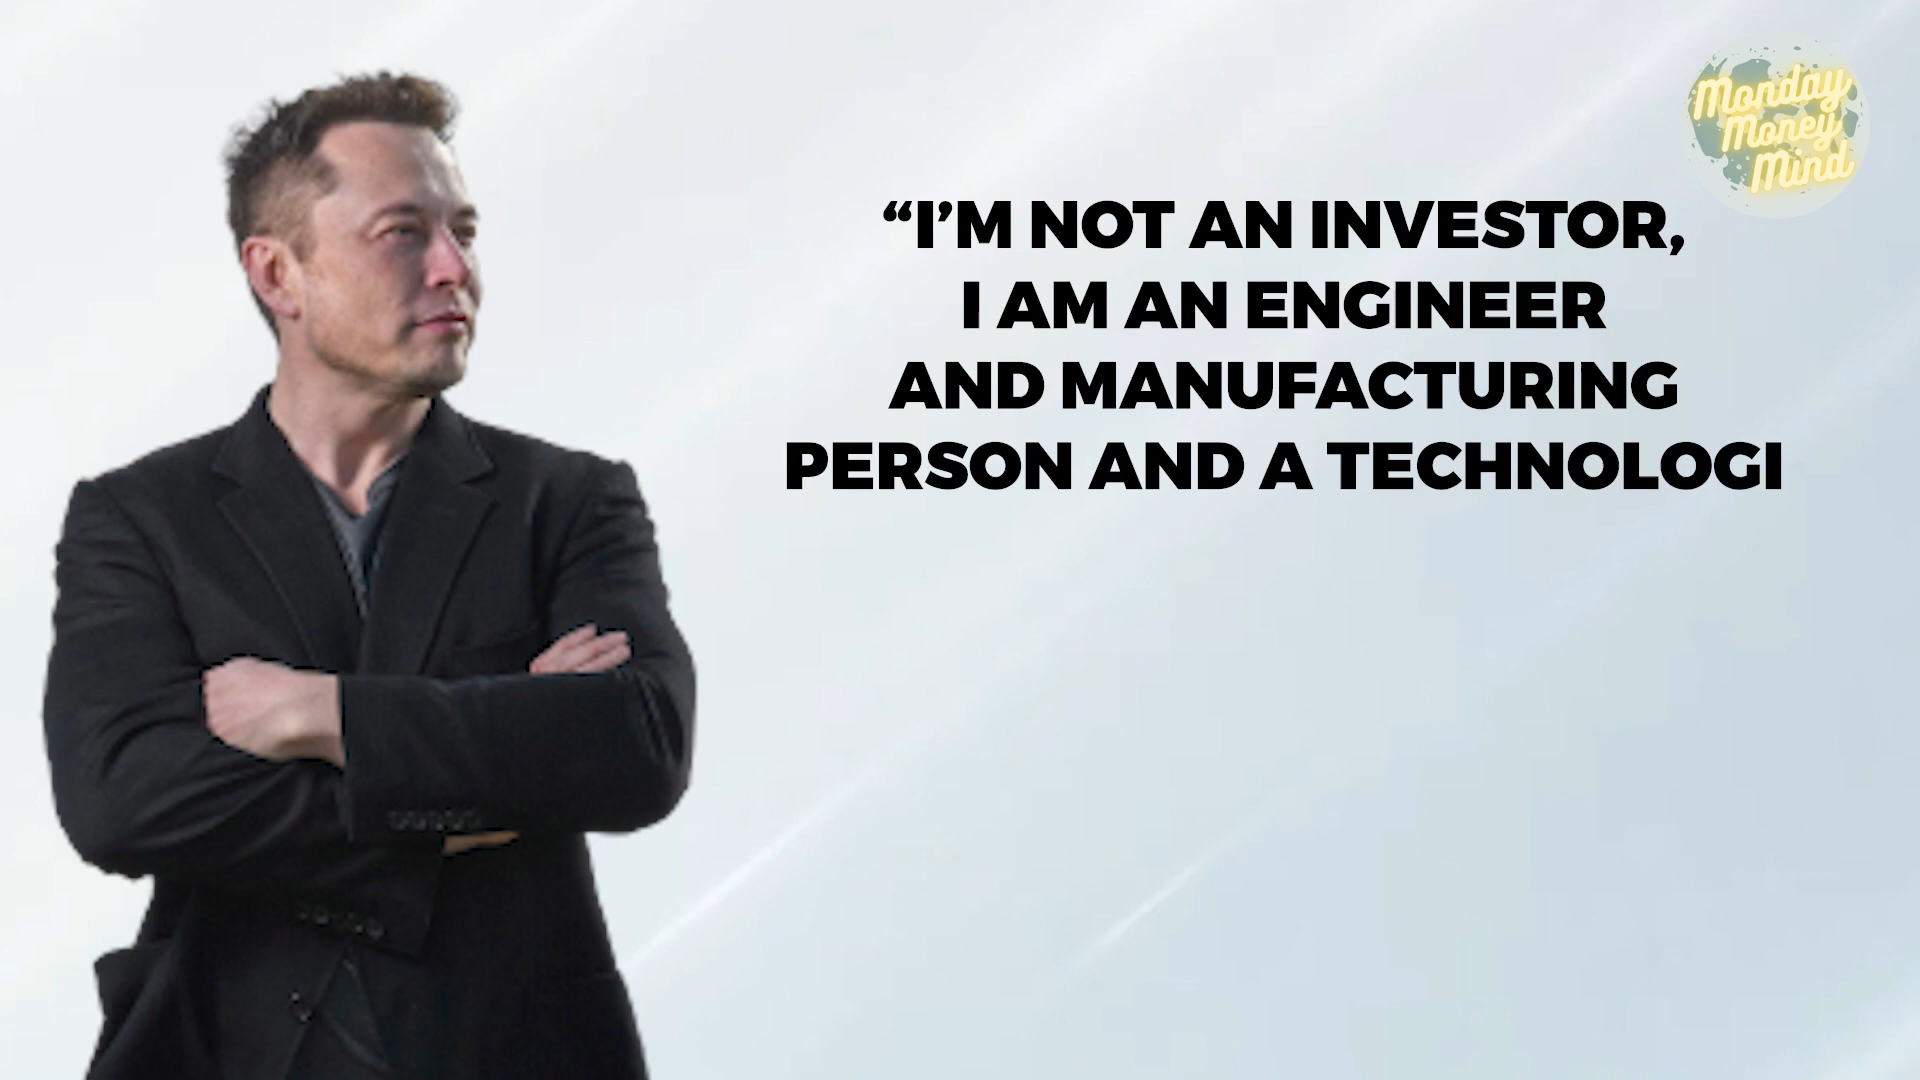 Monday
Money
Mind
“I’M NOT AN INVESTOR,
I AM AN ENGINEER
AND MANUFACTURING
PERSON AND A TECHNOLOGI